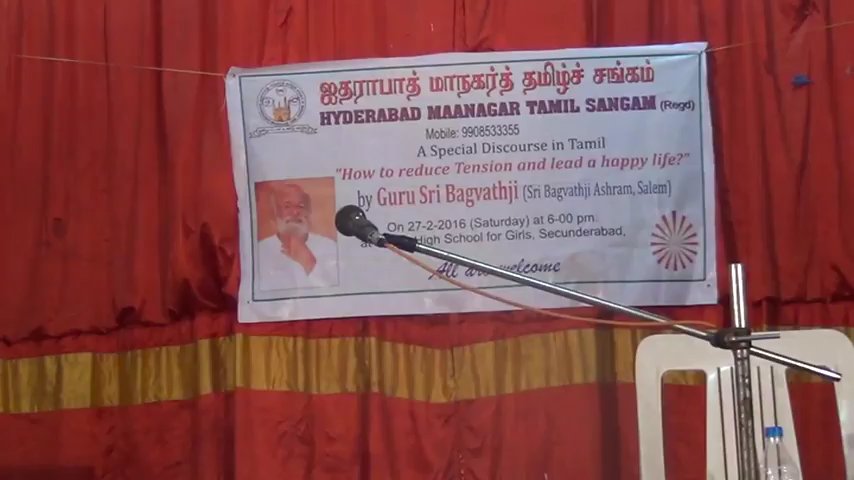 ஐதராபாத் மாநகர்த் தமிழ்ச் சங்கம்
HYDERABAD MAANAGAR TAMIL SANGAM (Regd)
Mobile: 9908533355
A Special Discourse in Tamil
"How to reduce Tension and lead a happy life?"
by Guru Sri Bagvathji (Sri Bagvathji Ashram, Salem)
On 27-2-2016 (Saturday) at 6-00 pm.
at High School for Girls, Secunderabad,
All are welcome